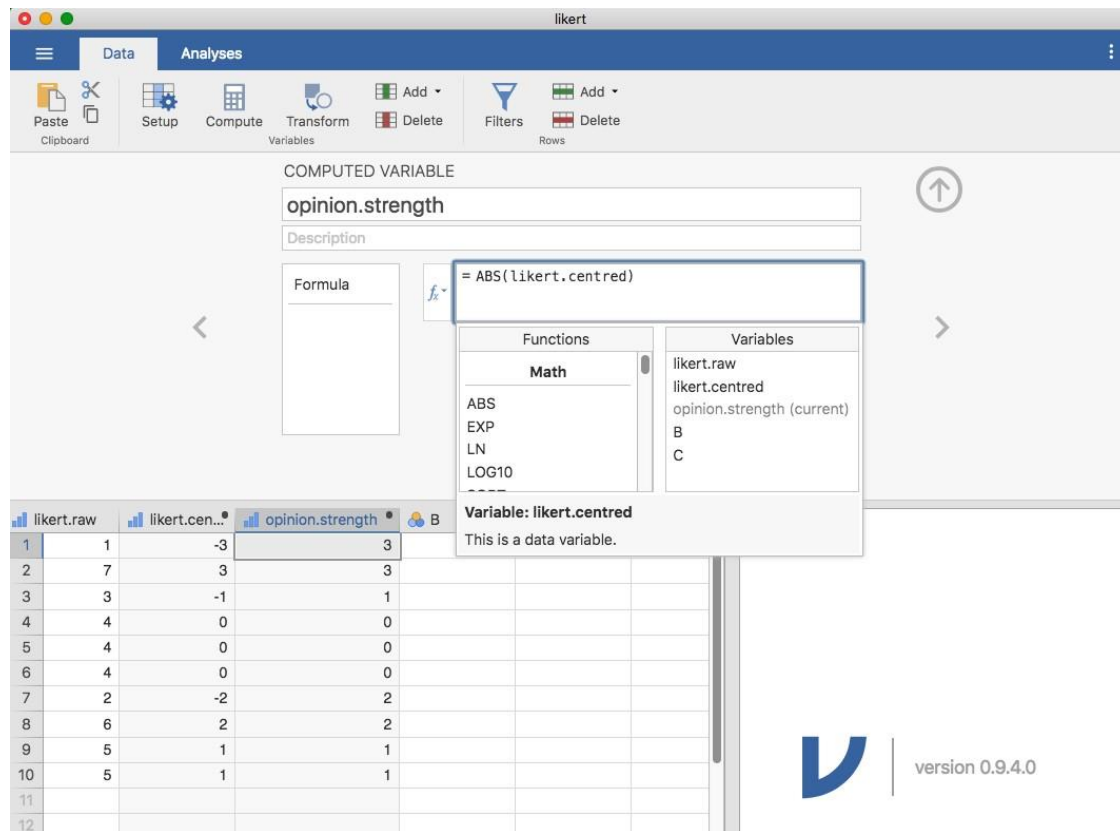 likert
Data Analyses
Paste Setup Compute Transform Add Delete Filters Add Delete
Clipboard Variables Rows
COMPUTED VARIABLE
opinion.strength
Description
Formula
fx
= ABS(likert.centred)
Functions Variables
Math
ABS
EXP
LN
LOG10
likert.raw
likert.centred
opinion.strength (current)
B
C
Variable: likert.centred
This is a data variable.
likert.raw likert.cen... opinion.strength B
1 1 -3 3
2 7 3 3
3 3 -1 1
4 4 0 0
5 4 0 0
6 4 0 0
7 2 -2 2
8 6 2 2
9 5 1 1
10 5 1 1
11
12
version 0.9.4.0